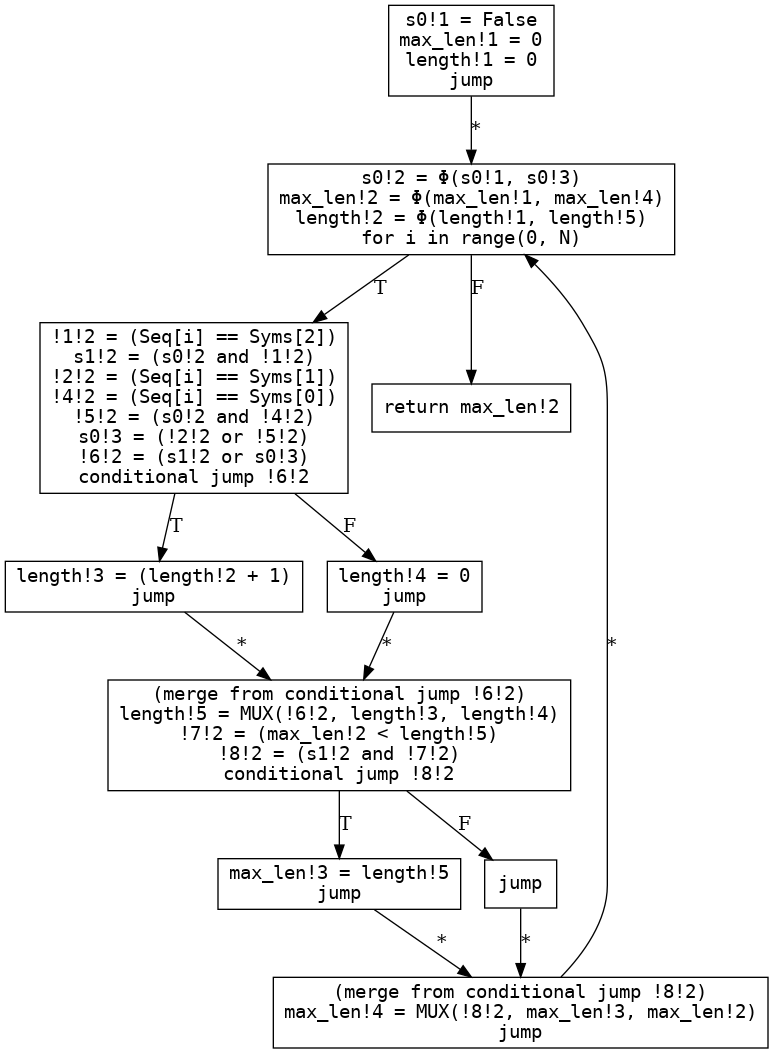 s0!1 = False
max_len!1 = 0
length!1 = 0
jump
*
s0!2 = Φ(s0!1, s0!3)
max_len!2 = Φ(max_len!1, max_len!4)
length!2 = Φ(length!1, length!5)
for i in range(0, N)
T
F
!1!2 = (Seq[i] == Syms[2])
s1!2 = (s0!2 and !1!2)
!2!2 = (Seq[i] == Syms[1])
!4!2 = (Seq[i] == Syms[0])
!5!2 = (s0!2 and !4!2)
s0!3 = (!2!2 or !5!2)
!6!2 = (s1!2 or s0!3)
conditional jump !6!2
return max_len!2
T
F
length!3 = (length!2 + 1)
jump
length!4 = 0
jump
*
*
*
(merge from conditional jump !6!2)
length!5 = MUX(!6!2, length!3, length!4)
!7!2 = (max_len!2 < length!5)
!8!2 = (s1!2 and !7!2)
conditional jump !8!2
T
F
max_len!3 = length!5
jump
jump
*
*
(merge from conditional jump !8!2)
max_len!4 = MUX(!8!2, max_len!3, max_len!2)
jump